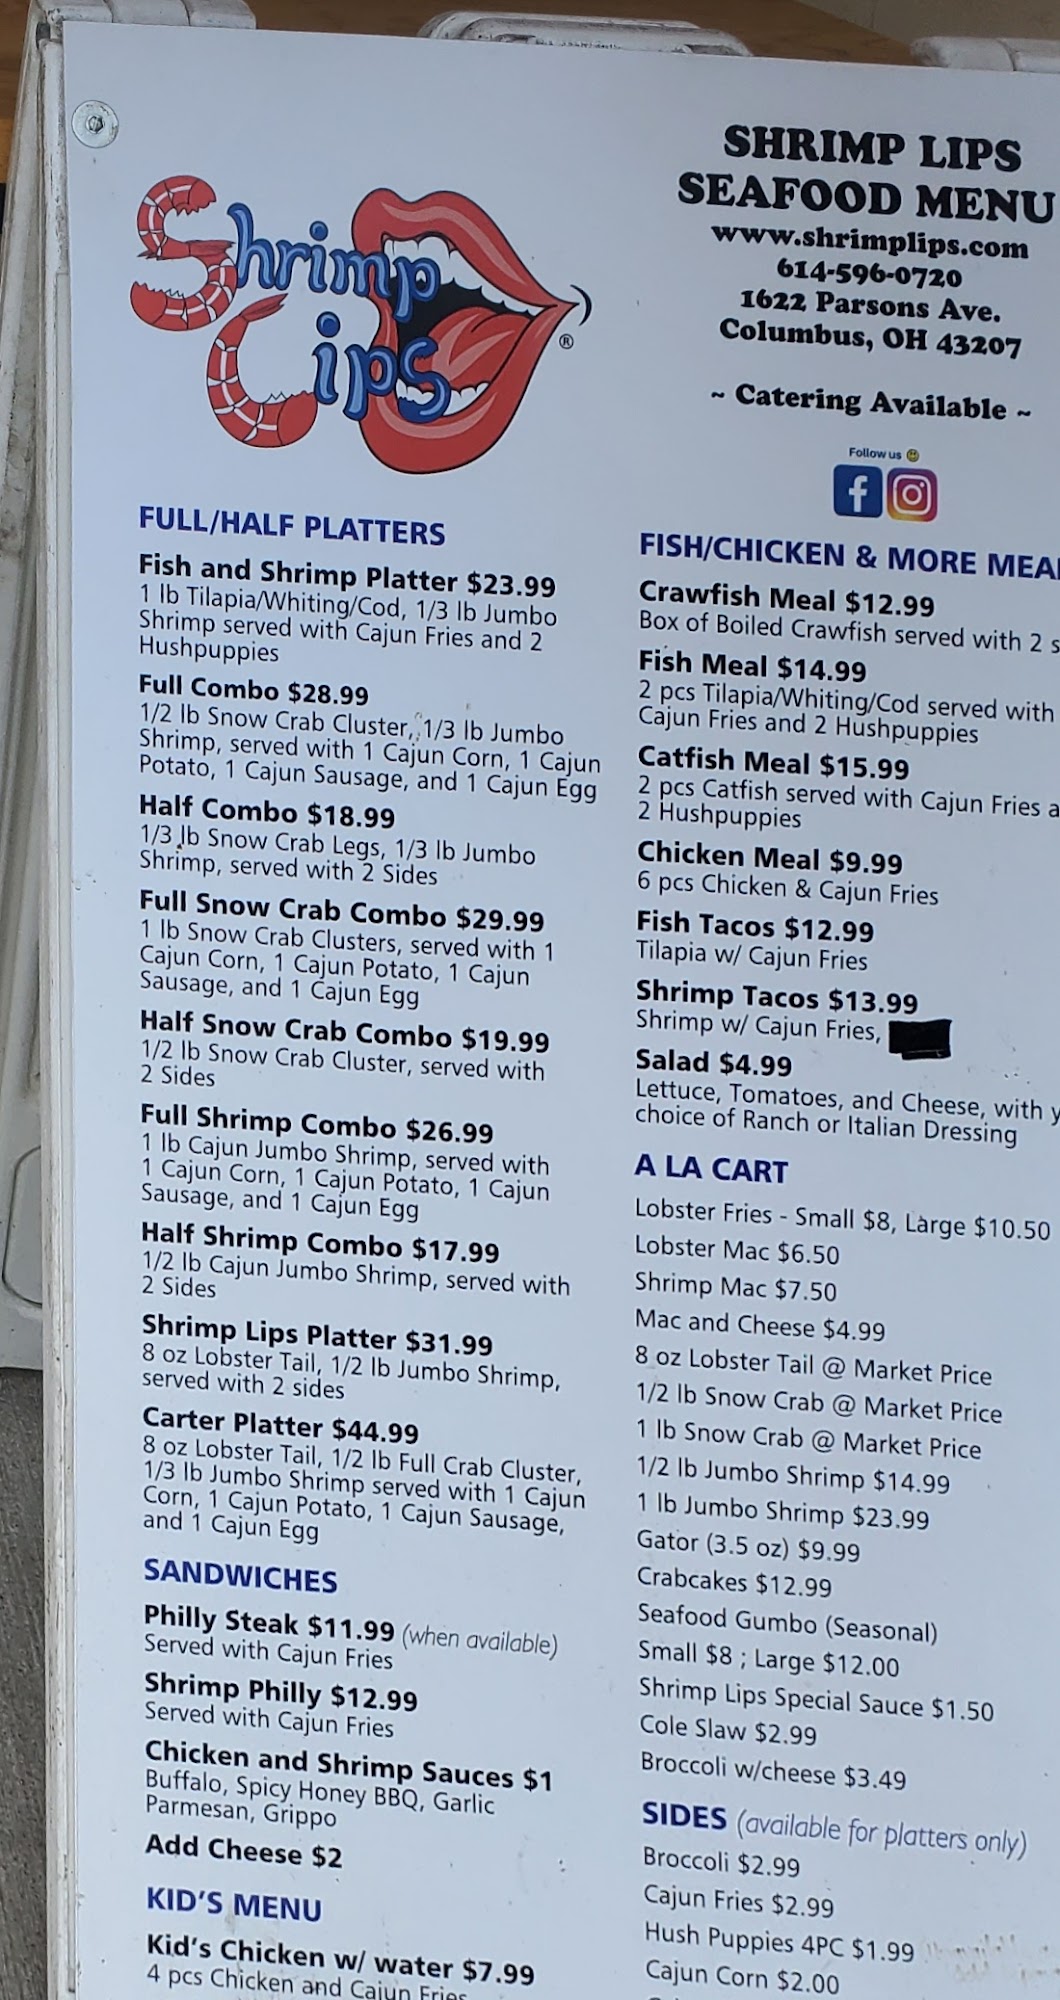 Shrimp
Lips
®
SHRIMP LIPS
SEAFOOD MENU
www.shrimplips.com
614-596-0720
1622 Parsons Ave.
Columbus, OH 43207
~ Catering Available ~
Follow us
FULL/HALF PLATTERS
Fish and Shrimp Platter $23.99
1 lb Tilapia/Whiting/Cod, 1/3 lb Jumbo
Shrimp served with Cajun Fries and 2
Hushpuppies
Full Combo $28.99
1/2 lb Snow Crab Cluster, 1/3 lb Jumbo
Shrimp, served with 1 Cajun Corn, 1 Cajun
Potato, 1 Cajun Sausage, and 1 Cajun Egg
Half Combo $18.99
1/3 lb Snow Crab Legs, 1/3 lb Jumbo
Shrimp, served with 2 Sides
Full Snow Crab Combo $29.99
1 lb Snow Crab Clusters, served with 1
Cajun Corn, 1 Cajun Potato, 1 Cajun
Sausage, and 1 Cajun Egg
Half Snow Crab Combo $19.99
1/2 lb Snow Crab Cluster, served with
2 Sides
Full Shrimp Combo $26.99
1 lb Cajun Jumbo Shrimp, served with
1 Cajun Corn, 1 Cajun Potato, 1 Cajun
Sausage, and 1 Cajun Egg
Half Shrimp Combo $17.99
1/2 lb Cajun Jumbo Shrimp, served with
2 Sides
Shrimp Lips Platter $31.99
8 oz Lobster Tail, 1/2 lb Jumbo Shrimp,
served with 2 sides
Carter Platter $44.99
8 oz Lobster Tail, 1/2 lb Full Crab Cluster,
1/3 lb Jumbo Shrimp served with 1 Cajun
Corn, 1 Cajun Potato, 1 Cajun Sausage,
and 1 Cajun Egg
SANDWICHES
Philly Steak $11.99 (when available)
Served with Cajun Fries
Shrimp Philly $12.99
Served with Cajun Fries
Chicken and Shrimp Sauces $1
Buffalo, Spicy Honey BBQ, Garlic
Parmesan, Grippo
Add Cheese $2
KID'S MENU
Kid's Chicken w/ water $7.99
4 pcs Chicken and Cajun Fries
FISH/CHICKEN & MORE MEA
Crawfish Meal $12.99
Box of Boiled Crawfish served with 2 s
Fish Meal $14.99
2 pcs Tilapia/Whiting/Cod served with
Cajun Fries and 2 Hushpuppies
Catfish Meal $15.99
2 pcs Catfish served with Cajun Fries a
2 Hushpuppies
Chicken Meal $9.99
6 pcs Chicken & Cajun Fries
Fish Tacos $12.99
Tilapia w/ Cajun Fries
Shrimp Tacos $13.99
Shrimp w/ Cajun Fries,
Salad $4.99
Lettuce, Tomatoes, and Cheese, with y
choice of Ranch or Italian Dressing
A LA CART
Lobster Fries - Small $8, Large $10.50
Lobster Mac $6.50
Shrimp Mac $7.50
Mac and Cheese $4.99
8 oz Lobster Tail @ Market Price
1/2 lb Snow Crab @ Market Price
1 lb Snow Crab @ Market Price
1/2 lb Jumbo Shrimp $14.99
1 lb Jumbo Shrimp $23.99
Gator (3.5 oz) $9.99
Crabcakes $12.99
Seafood Gumbo (Seasonal)
Small $8 ; Large $12.00
Shrimp Lips Special Sauce $1.50
Cole Slaw $2.99
Broccoli w/cheese $3.49
SIDES (available for platters only)
Broccoli $2.99
Cajun Fries $2.99
Hush Puppies 4PC $1.99
Cajun Corn $2.00